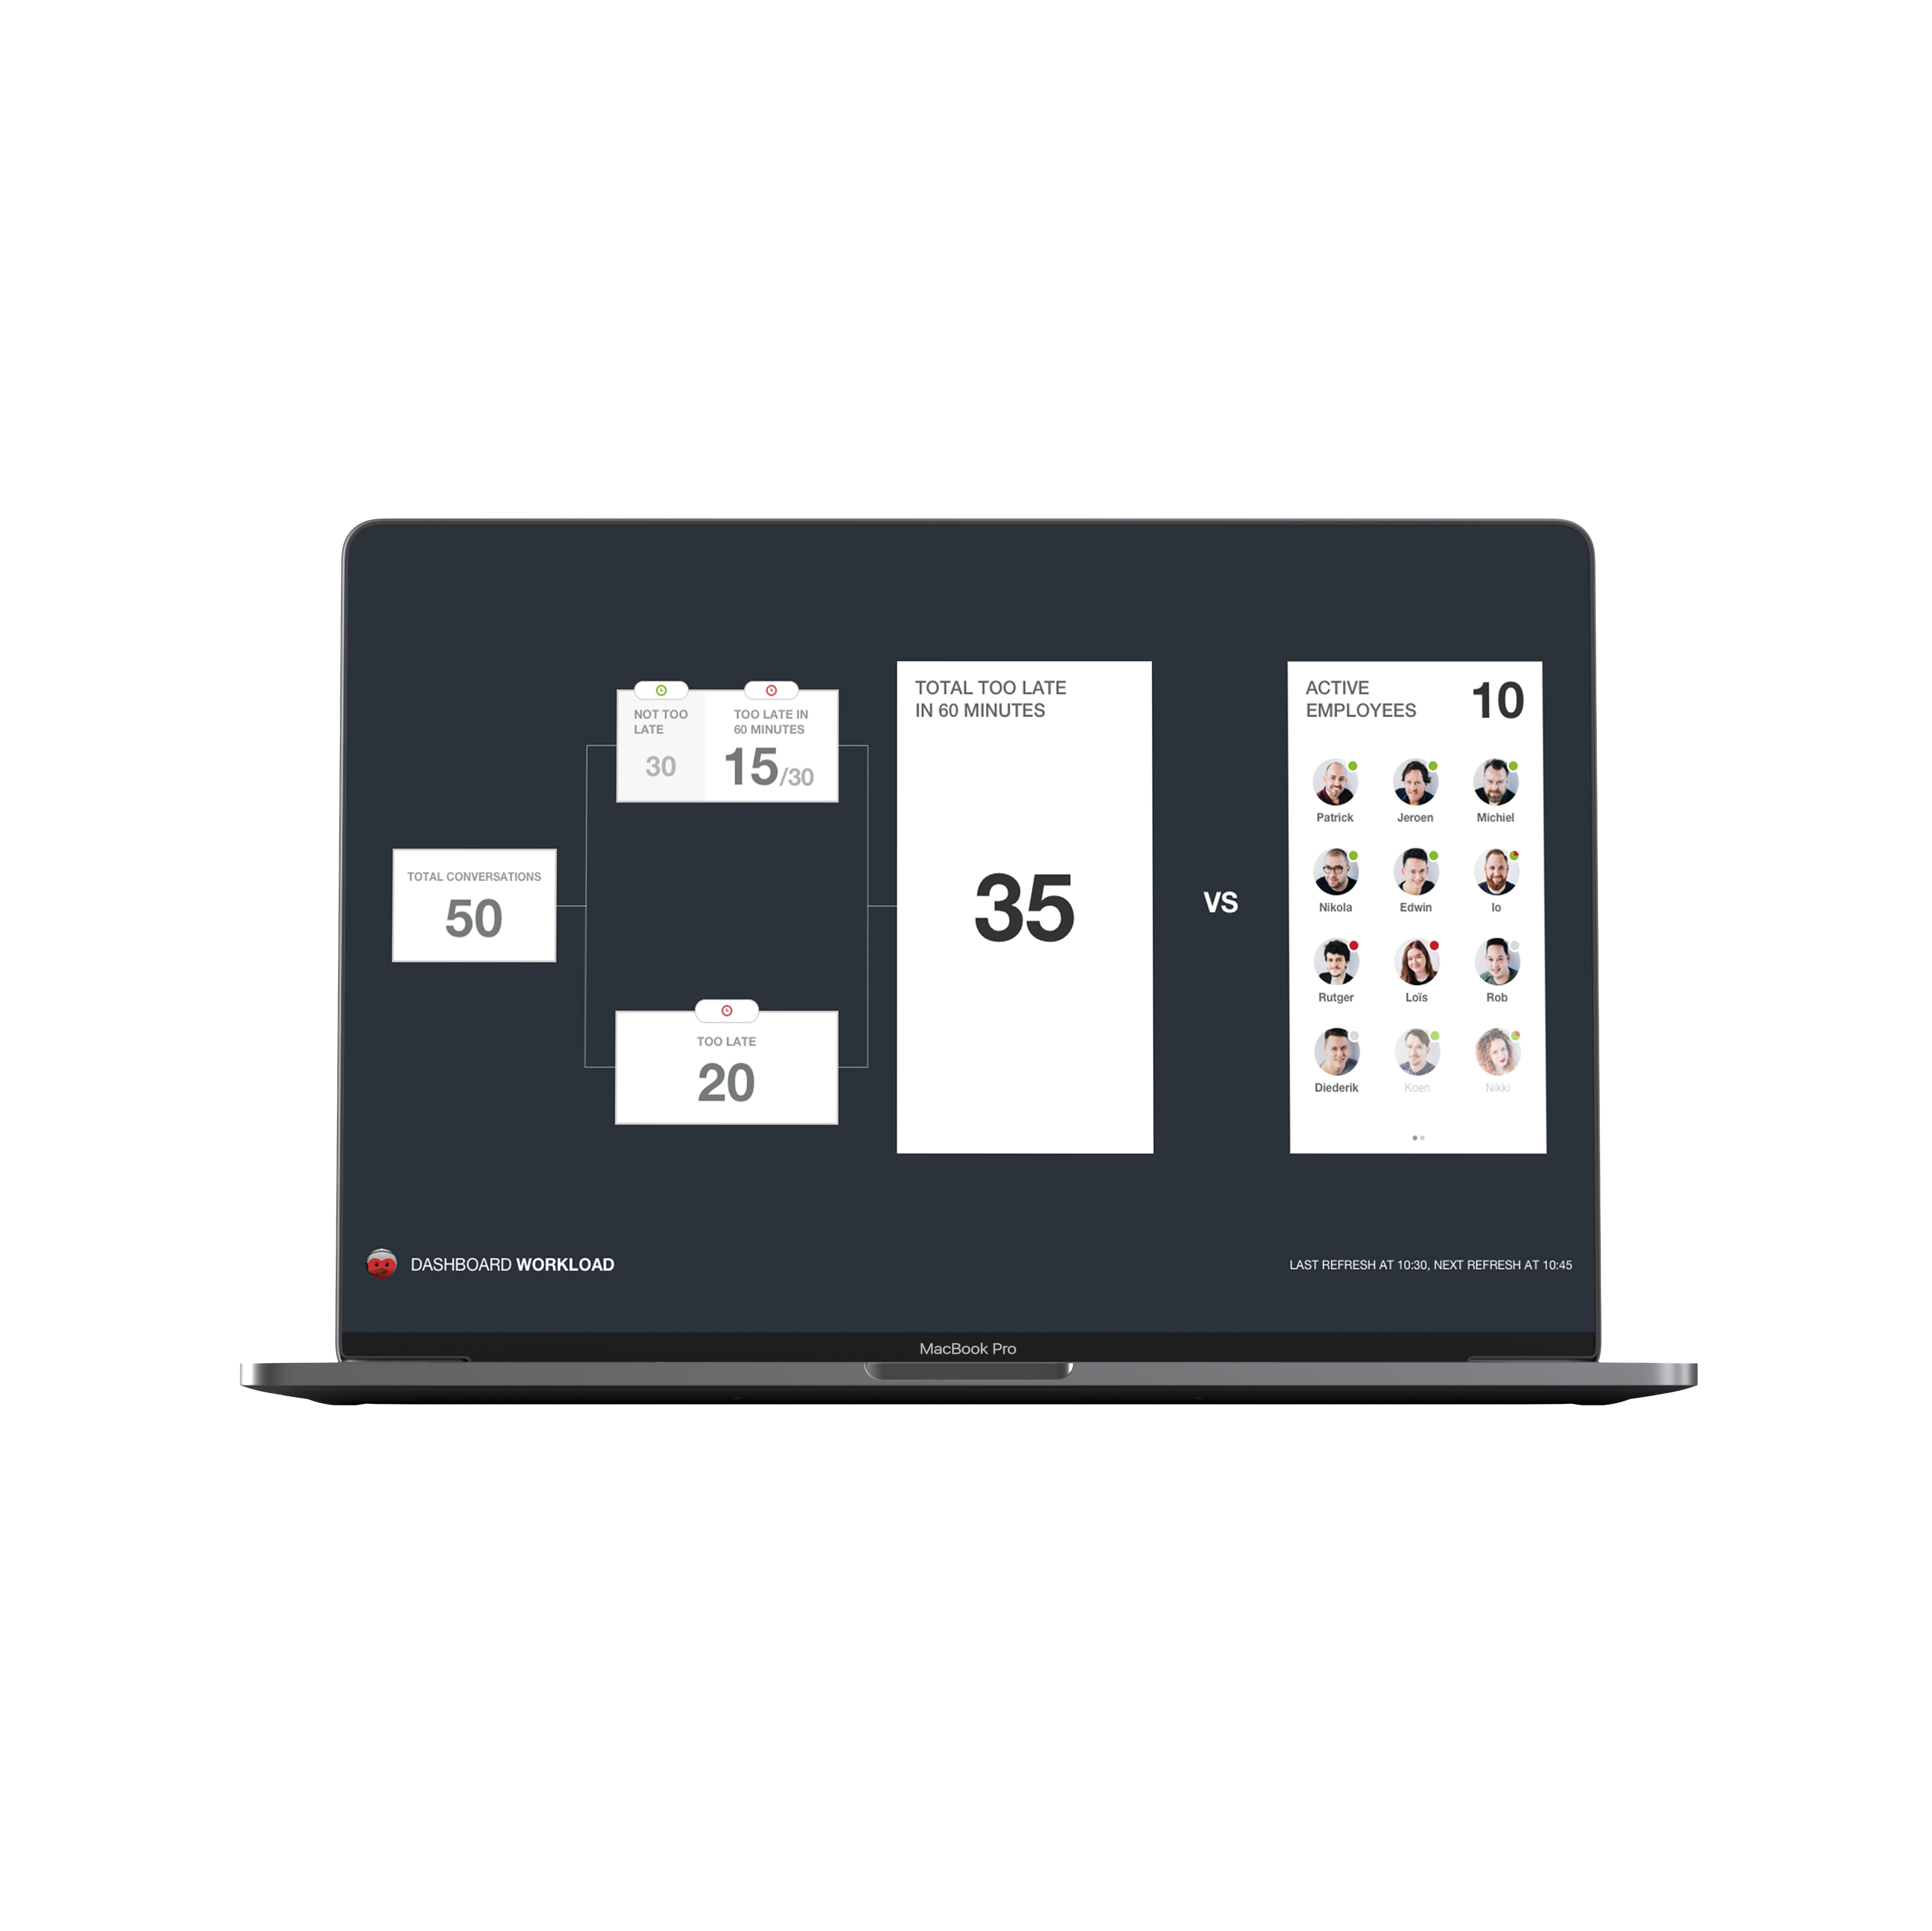 TOTAL CONVERSATIONS
50
NOT TOO
LATE
30
TOO LATE IN
60 MINUTES
15/30
TOO LATE
20
TOTAL TOO LATE
IN 60 MINUTES
35
VS
ACTIVE
EMPLOYEES
10
Patrick
Jeroen
Michiel
Nikola
Edwin
Io
Rutger
Loïs
Rob
Diederik
Koen
Nikki
DASHBOARD WORKLOAD
LAST REFRESH AT 10:30, NEXT REFRESH AT 10:45
MacBook Pro